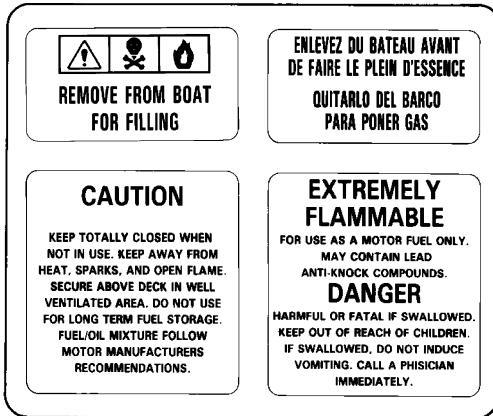 REMOVE FROM BOAT
FOR FILLING
ENLEVEZ DU BATEAU AVANT
DE FAIRE LE PLEIN D'ESSENCE
QUITARLO DEL BARCO
PARA PONER GAS
CAUTION
KEEP TOTALLY CLOSED WHEN
NOT IN USE. KEEP AWAY FROM
HEAT, SPARKS, AND OPEN FLAME.
SECURE ABOVE DECK IN WELL
VENTILATED AREA. DO NOT USE
FOR LONG TERM FUEL STORAGE.
FUEL/OIL MIXTURE FOLLOW
MOTOR MANUFACTURERS
RECOMMENDATIONS.
EXTREMELY
FLAMMABLE
FOR USE AS A MOTOR FUEL ONLY.
MAY CONTAIN LEAD
ANTI-KNOCK COMPOUNDS.
DANGER
HARMFUL OR FATAL IF SWALLOWED.
KEEP OUT OF REACH OF CHILDREN.
IF SWALLOWED, DO NOT INDUCE
VOMITING. CALL A PHISICIAN
IMMEDIATELY.